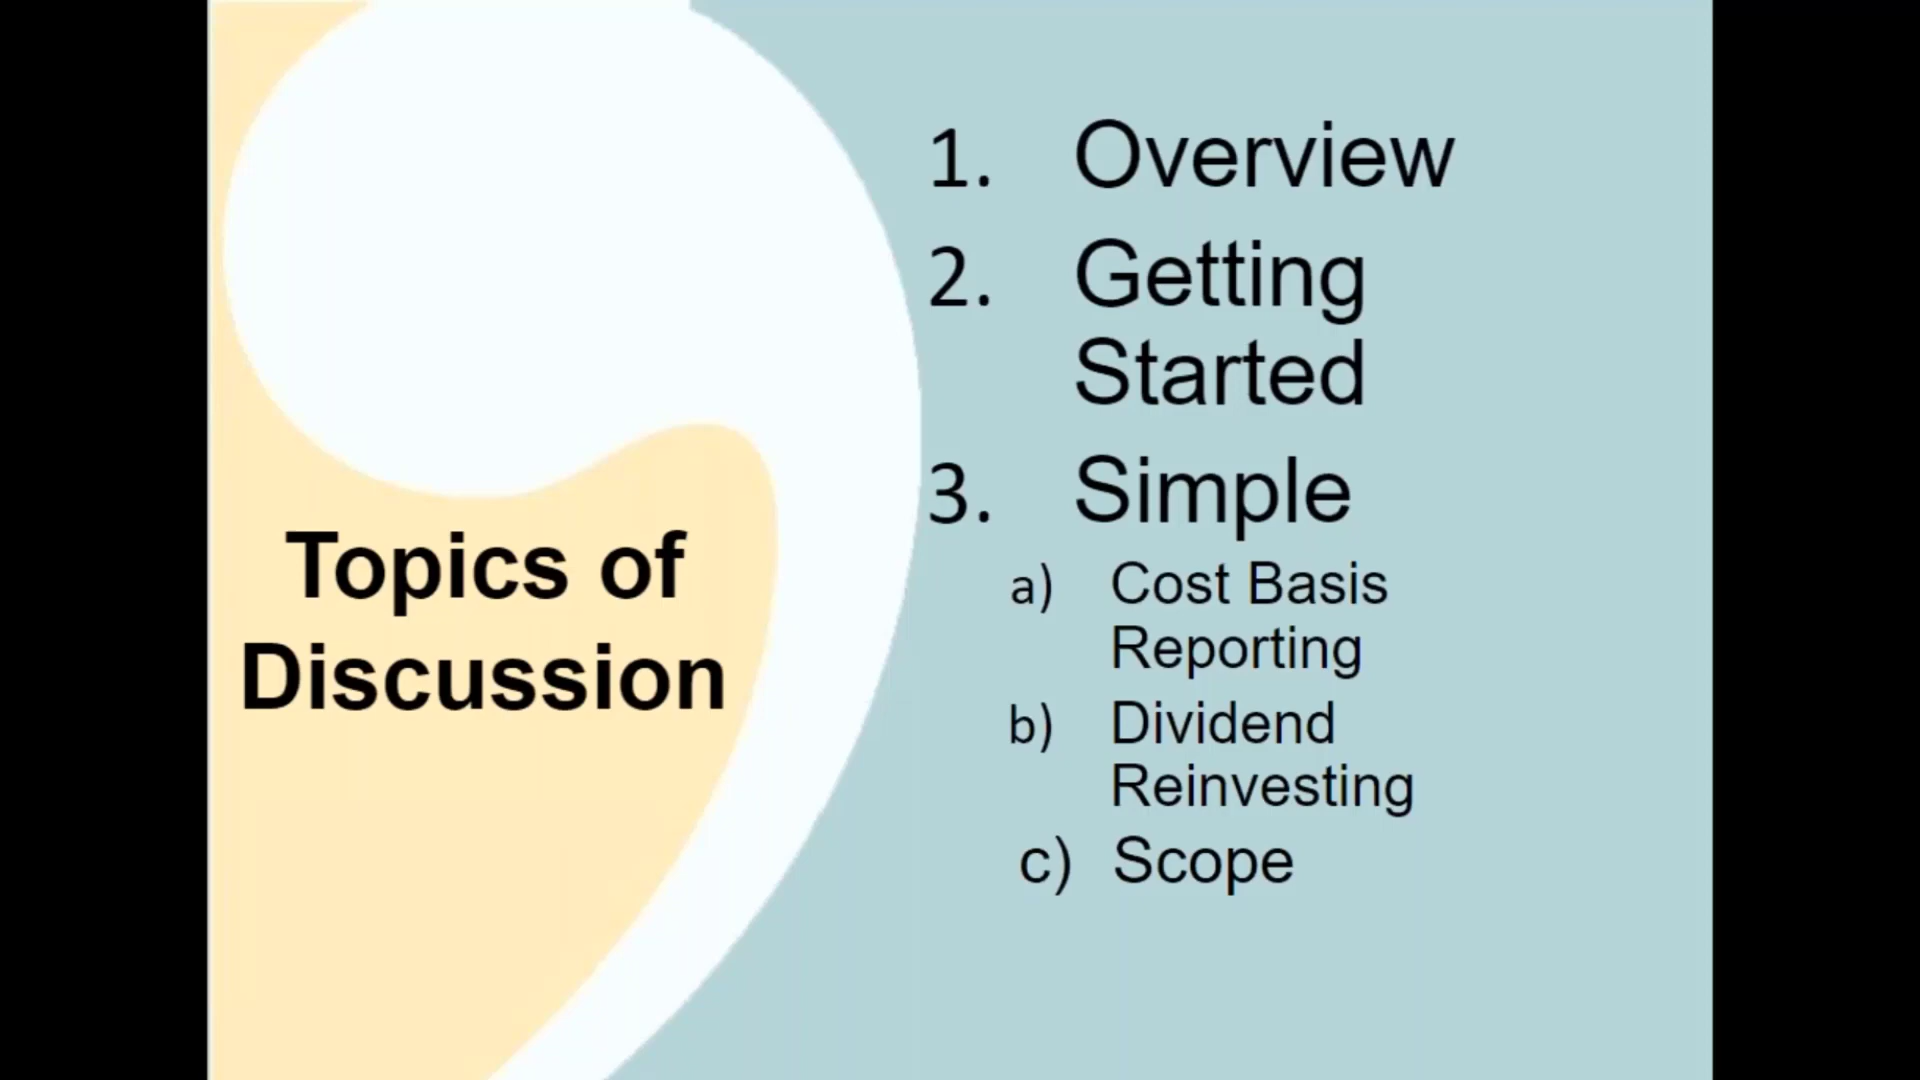 Topics of
Discussion
1. Overview
2. Getting
Started
3. Simple
a) Cost Basis
Reporting
b) Dividend
Reinvesting
c) Scope